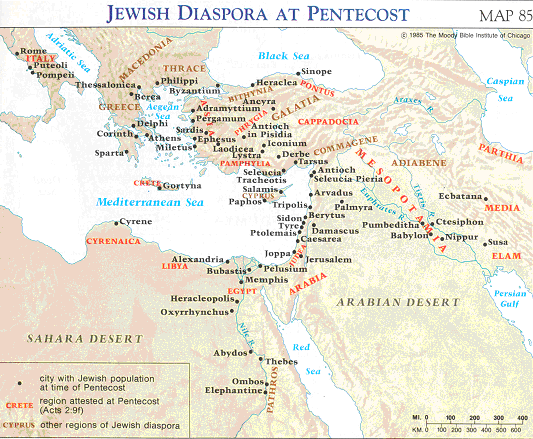 JEWISH DIASPORA AT PENTECOST
MAP 85
© 1985 The Moody Bible Institute of Chicago
Rome
ITALY
Puteoli
Pompeii
Adriatic Sea
MACEDONIA
THRACE
Philippi
Byzantium
Thessalonica
Berea
GREECE
Aegean Sea
Delphi
Corinth
Athens
Sparta
Black Sea
Sinope
Heraclea
PONTUS
BITHYNIA
Ancyra
GALATIA
Adramyttium
Pergamum
ASIA
PHRYGIA
CAPPADOCIA
Sardis
Antioch in Pisidia
Ephesus
Laodicea
Iconium
Miletus
Lystra
Derbe
COMMAGENE
PAMPHYLIA
Tarsus
Seleucia Tracheotis
Antioch
Seleucia Pieria
Salamis
CYPRUS
Paphos
Arvadus
Tripolis
Palmyra
Berytus
Sidon
Tyre
Damascus
Ptolemais
Caesarea
Joppa
JUDEA
Jerusalem
ARABIA
Caspian Sea
Araxes R.
PARTHIA
ADIABENE
MESOPOTAMIA
Tigris R.
Euphrates R.
Ecbatana
MEDIA
Pumbeditha
Ctesiphon
Babylon
Nippur
Susa
ELAM
Persian Gulf
ARABIAN DESERT
CRETE
Gortyna
Mediterranean Sea
Cyrene
CYRENAICA
LIBYA
Alexandria
Bubastis
Pelusium
Memphis
EGYPT
Heracleopolis
Oxyrrhynchus
Nile R.
SAHARA DESERT
Red Sea
Abydos
Thebes
Ombos
Elephantine
PATHROS
city with Jewish population
at time of Pentecost
CRETE region attested at Pentecost
(Acts 2:9f)
CYPRUS other regions of Jewish diaspora
MI. 0 100 200 300 400
KM. 0 100 200 300 400 500 600